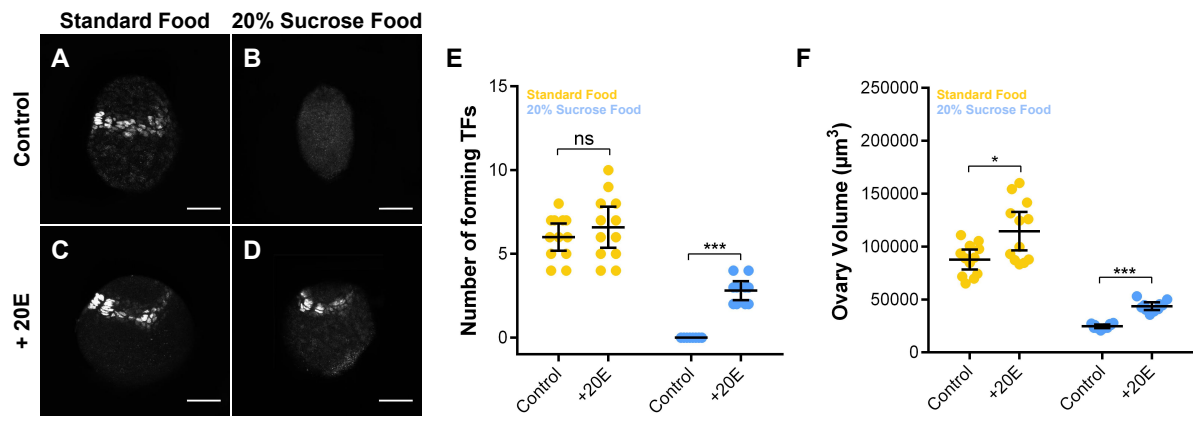 Standard Food 20% Sucrose Food
Control
A
B
+ 20E
C
D
E
Number of forming TFs
15
10
5
0
Standard Food
20% Sucrose Food
ns
***
Control
+20E
Control
+20E
F
Ovary Volume (µm³)
250000
200000
150000
100000
50000
0
Standard Food
20% Sucrose Food
*
***
Control
+20E
Control
+20E